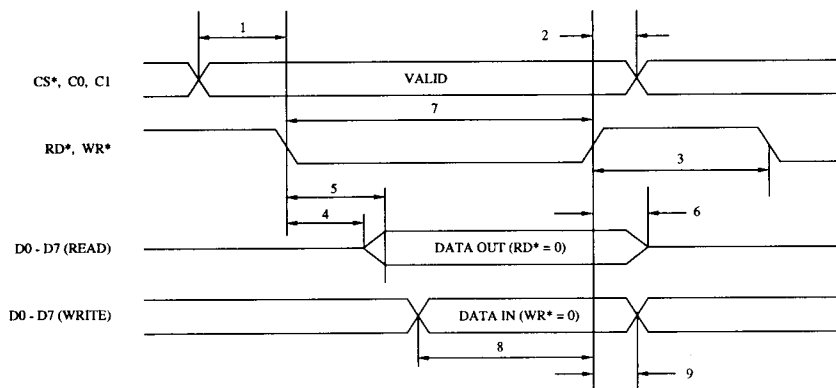 1
2
CS*, C0, C1
VALID
7
RD*, WR*
3
5
4
6
D0 - D7 (READ)
DATA OUT (RD* = 0)
D0 - D7 (WRITE)
DATA IN (WR* = 0)
8
9